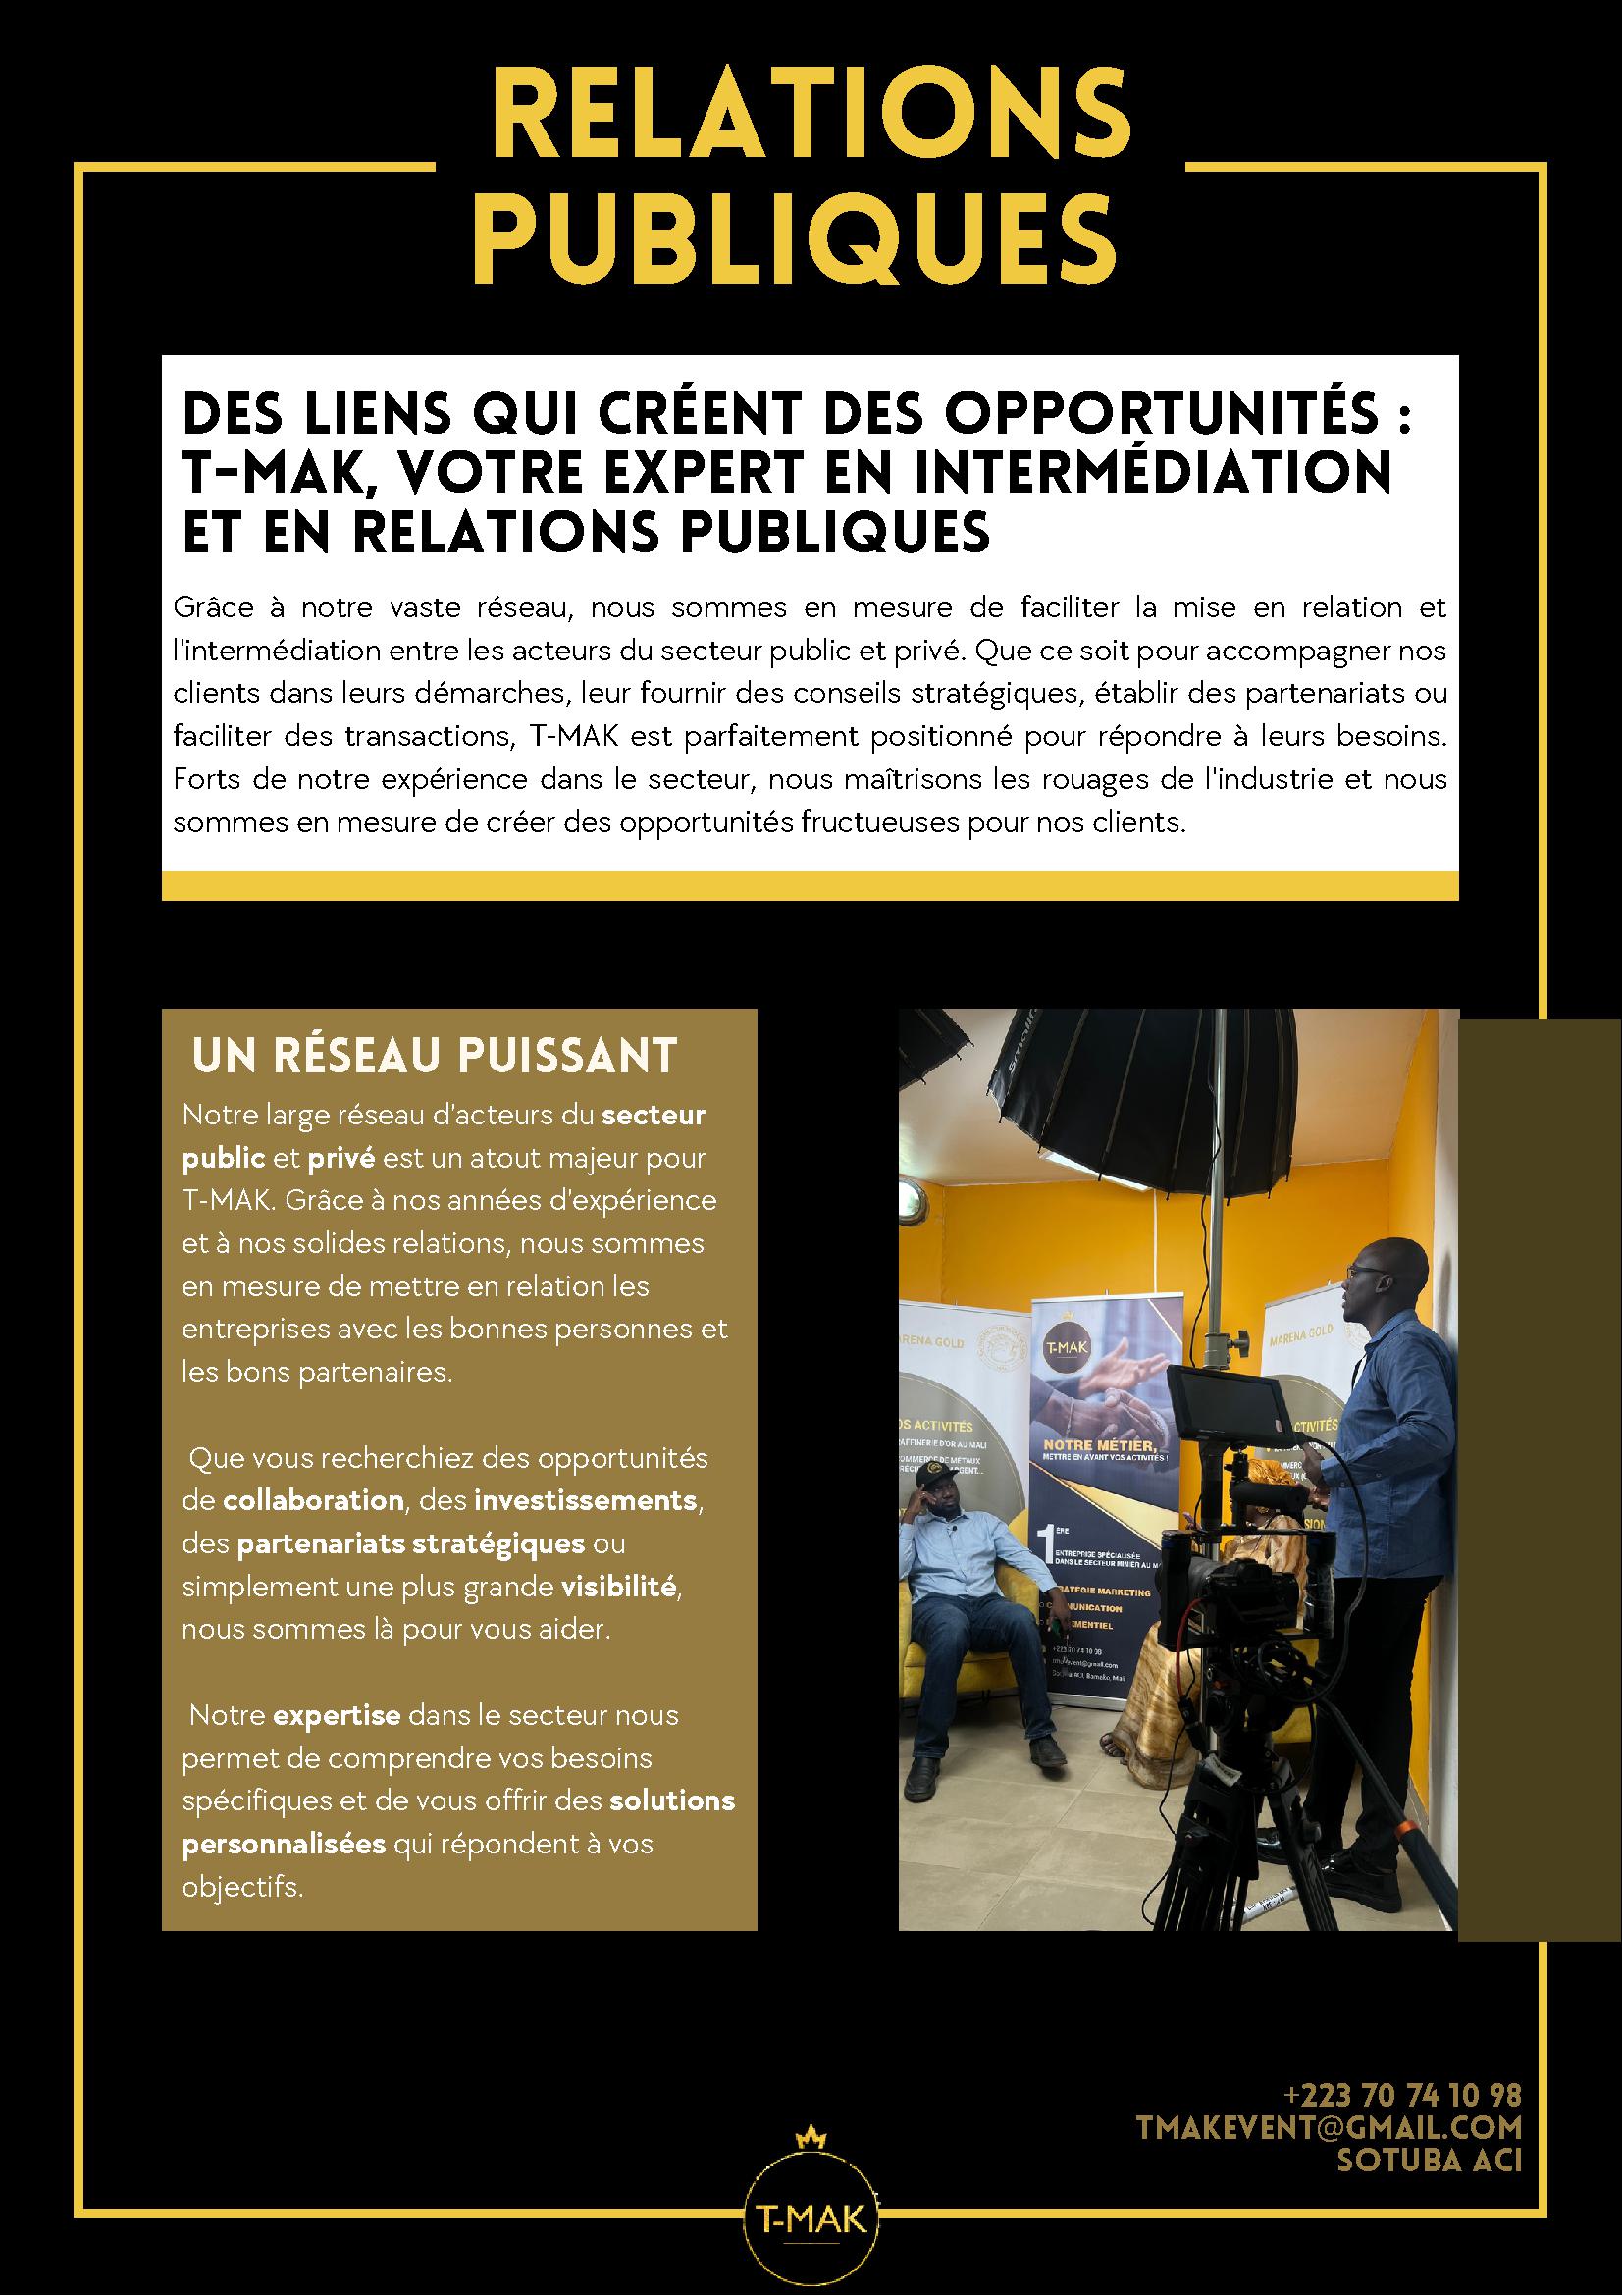 RELATIONS
PUBLIQUES
DES LIENS QUI CRÉENT DES OPPORTUNITÉS :
T-MAK, VOTRE EXPERT EN INTERMÉDIATION
ET EN RELATIONS PUBLIQUES
Grâce à notre vaste réseau, nous sommes en mesure de faciliter la mise en relation et
l'intermédiation entre les acteurs du secteur public et privé. Que ce soit pour accompagner nos
clients dans leurs démarches, leur fournir des conseils stratégiques, établir des partenariats ou
faciliter des transactions, T-MAK est parfaitement positionné pour répondre à leurs besoins.
Forts de notre expérience dans le secteur, nous maîtrisons les rouages de l'industrie et nous
sommes en mesure de créer des opportunités fructueuses pour nos clients.
UN RÉSEAU PUISSANT
Notre large réseau d'acteurs du secteur
public et privé est un atout majeur pour
T-MAK. Grâce à nos années d'expérience
et à nos solides relations, nous sommes
en mesure de mettre en relation les
entreprises avec les bonnes personnes et
les bons partenaires.
Que vous recherchiez des opportunités
de collaboration, des investissements,
des partenariats stratégiques ou
simplement une plus grande visibilité,
nous sommes là pour vous aider.
Notre expertise dans le secteur nous
permet de comprendre vos besoins
spécifiques et de vous offrir des solutions
personnalisées qui répondent à vos
objectifs.
GOLD
ACTIVITÉS
T-MAK
NOTRE MÉTIER,
METTRE EN AVANT VOS ACTIVITÉS !
1ÈRE
ENTREPRISE SPÉCIALISÉE
DANS LE SECTEUR MINIER AU
MARKETING
MARENA GOLD
+223 70 74 10 98
TMAKEVENT@GMAIL.COM
SOTUBA ACI
T-MAK